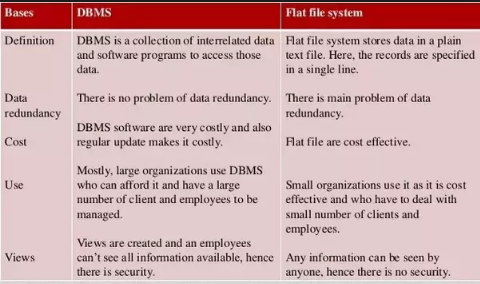 Bases DBMS Flat file system
Definition DBMS is a collection of interrelated data Flat file system stores data in a plain
and software programs to access those text file. Here, the records are specified
data. in a single line.
Data There is no problem of data redundancy. There is main problem of data
redundancy redundancy.
DBMS software are very costly and also
Cost regular update makes it costly. Flat file are cost effective.
Mostly, large organizations use DBMS
Use who can afford it and have a large Small organizations use it as it is cost
number of client and employees to be effective and who have to deal with
managed. small number of clients and
employees.
Views are created and an employees
Views can't see all information available, hence Any information can be seen by
there is security. anyone, hence there is no security.